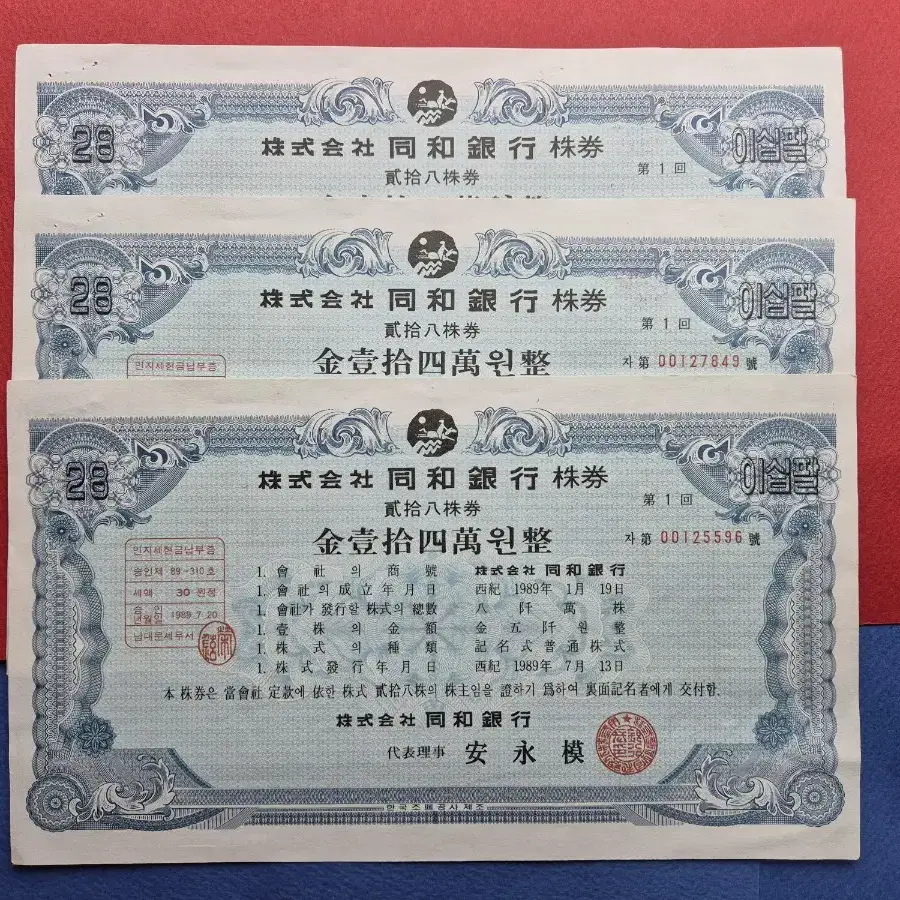 28
이십팔
株式会社 同和銀行 株券
第 1 回
貳拾八株券
28
이십팔
株式会社 同和銀行 株券
第 1 回
貳拾八株券
金壹拾四萬원整
자 第 00127849 號
인지세현금납부증
28
이십팔
株式会社 同和銀行 株券
第 1 回
貳拾八株券
金壹拾四萬원整
자 第 00125596 號
인지세현금납부증
승인제 89-310호
세액 30 원정
승인
년월일 1989.7.20
남대문세무서
1. 會社의 商號 株式会社 同和銀行
1. 會社의 成立年月日 西紀 1989年 1月 19日
1. 會社가 發行할 株式의 總數 八阡萬株
1. 壹株의 金額 金五阡원整
1. 株式의 種類 記名式普通株式
1. 株式發行年月日 西紀 1989年 7月 13日
本 株券은 當會社 定款에 依한 株式 貳拾八株의 株主임을 證하기 爲하여 裏面記名者에게 交付함.
株式会社 同和銀行
代表理事 安永模
한국조폐공사제조